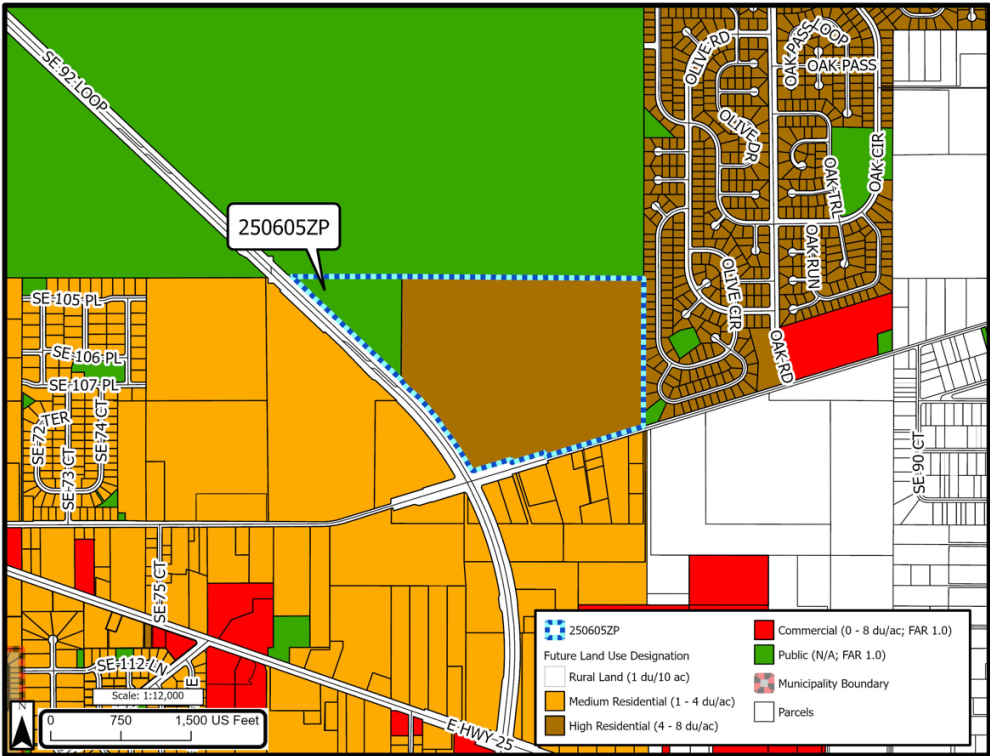 SE 92 LOOP
OLIVE RD
OAK PASS LOOP
OAK PASS
OLIVE DR
OAK CIR
OAK TRL
250605ZP
OAK RUN
OLIVE CIR
SE 105 PL
SE 106 PL
OAK RD
SE 107 PL
SE 72 TER
SE 74 CT
SE 73 CT
SE 90 CT
SE 75 CT
SE 112 LN
E
E HWY 25
Scale: 1:12,000
0 750 1,500 US Feet
N
250605ZP
Future Land Use Designation
Rural Land (1 du/10 ac)
Medium Residential (1 - 4 du/ac)
High Residential (4 - 8 du/ac)
Commercial (0 - 8 du/ac; FAR 1.0)
Public (N/A; FAR 1.0)
Municipality Boundary
Parcels